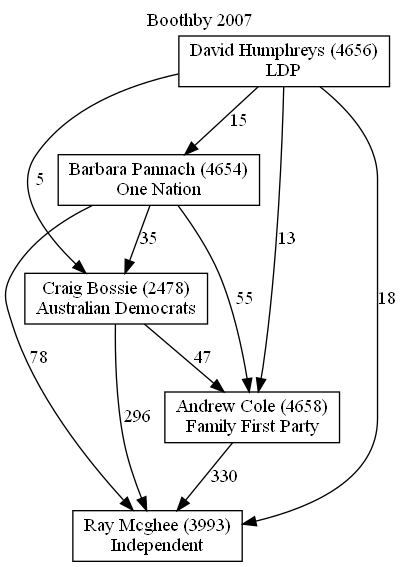 Boothby 2007
David Humphreys (4656)
LDP
15
Barbara Pannach (4654)
One Nation
5
35
55
13
18
Craig Bossie (2478)
Australian Democrats
78
47
296
Andrew Cole (4658)
Family First Party
330
Ray Mcghee (3993)
Independent